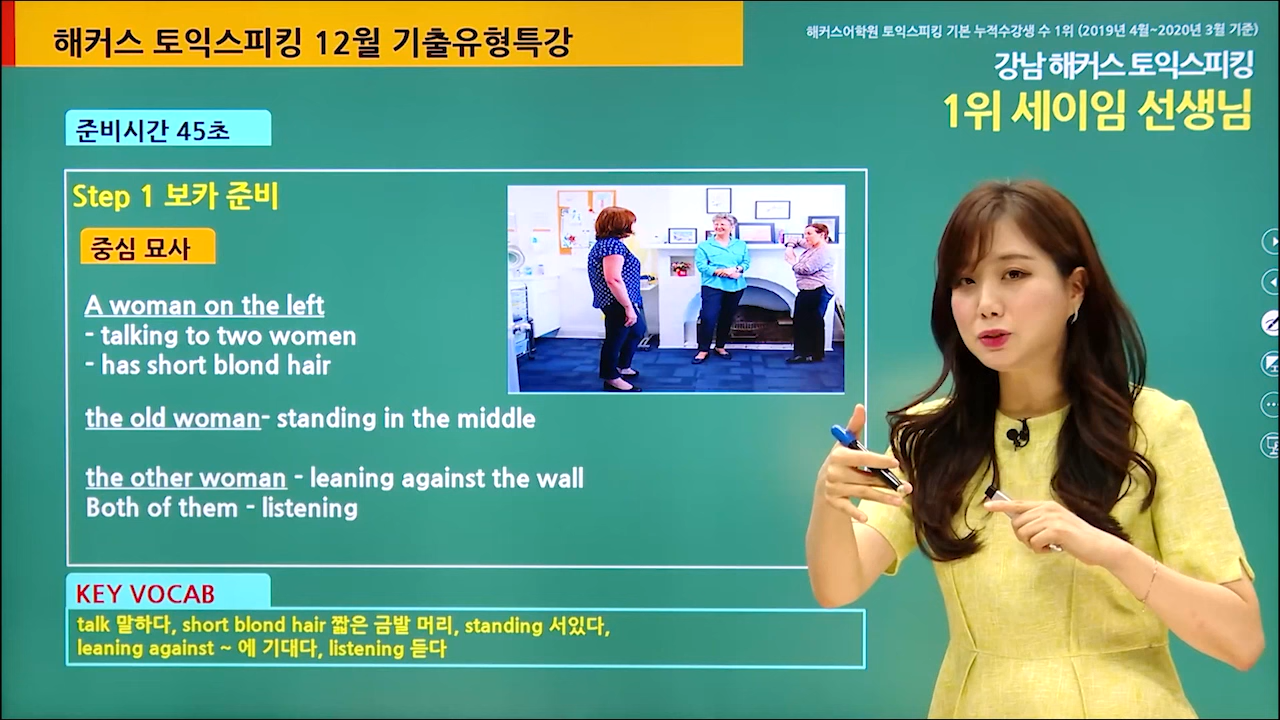 해커스 토익스피킹 12월 기출유형특강
해커스어학원 토익스피킹 기본 누적수강생 수 1위 (2019년 4월~2020년 3월 기준)
강남 해커스 토익스피킹
1위 세이임 선생님
준비시간 45초
Step 1 보카 준비
중심 묘사
A woman on the left
- talking to two women
- has short blond hair
the old woman- standing in the middle
the other woman - leaning against the wall
Both of them - listening
KEY VOCAB
talk 말하다, short blond hair 짧은 금발 머리, standing 서있다,
leaning against ~ 에 기대다, listening 듣다